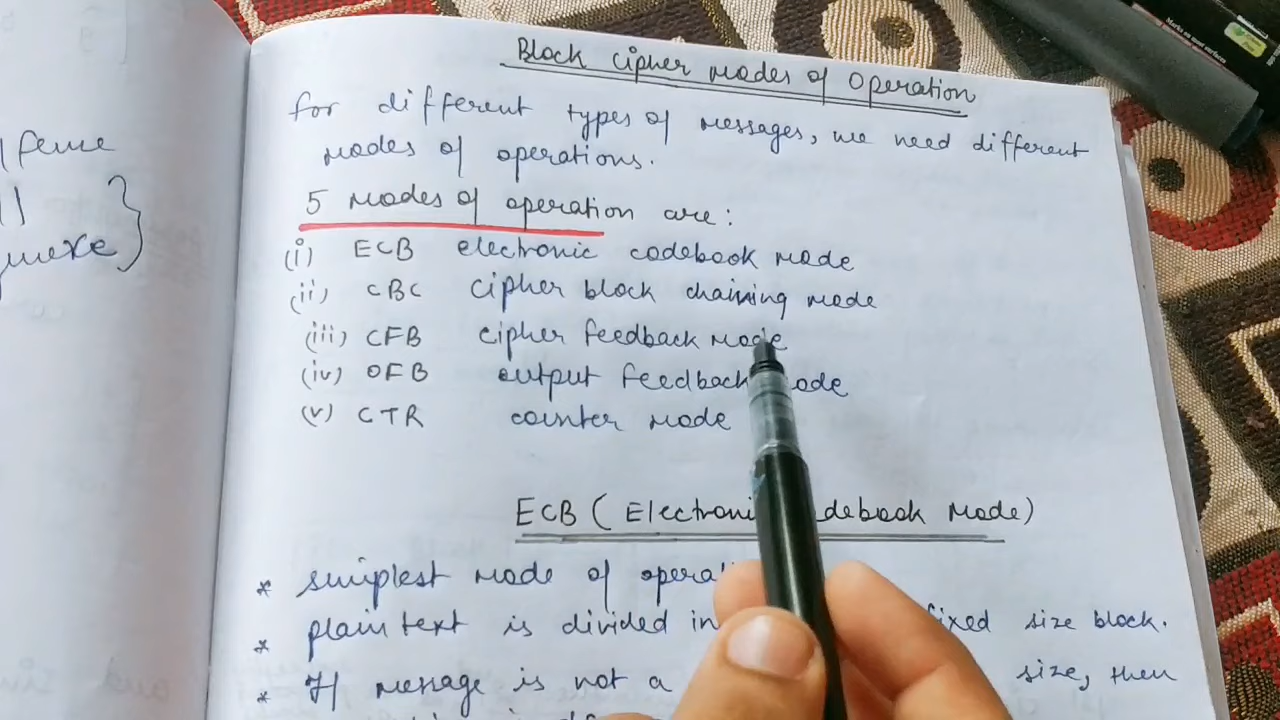 Block Cipher Modes of Operation
For different types of messages, we need different
modes of operations.
5 modes of operation are:
(i) ECB electronic codebook mode
(ii) CBC cipher block chaining mode
(iii) CFB cipher feedback mode
(iv) OFB output feedback mode
(v) CTR counter mode
ECB ( Electronic Codebook Mode)
* simplest mode of
* plain text is divided in fixed size block.
* If message is not a size, then